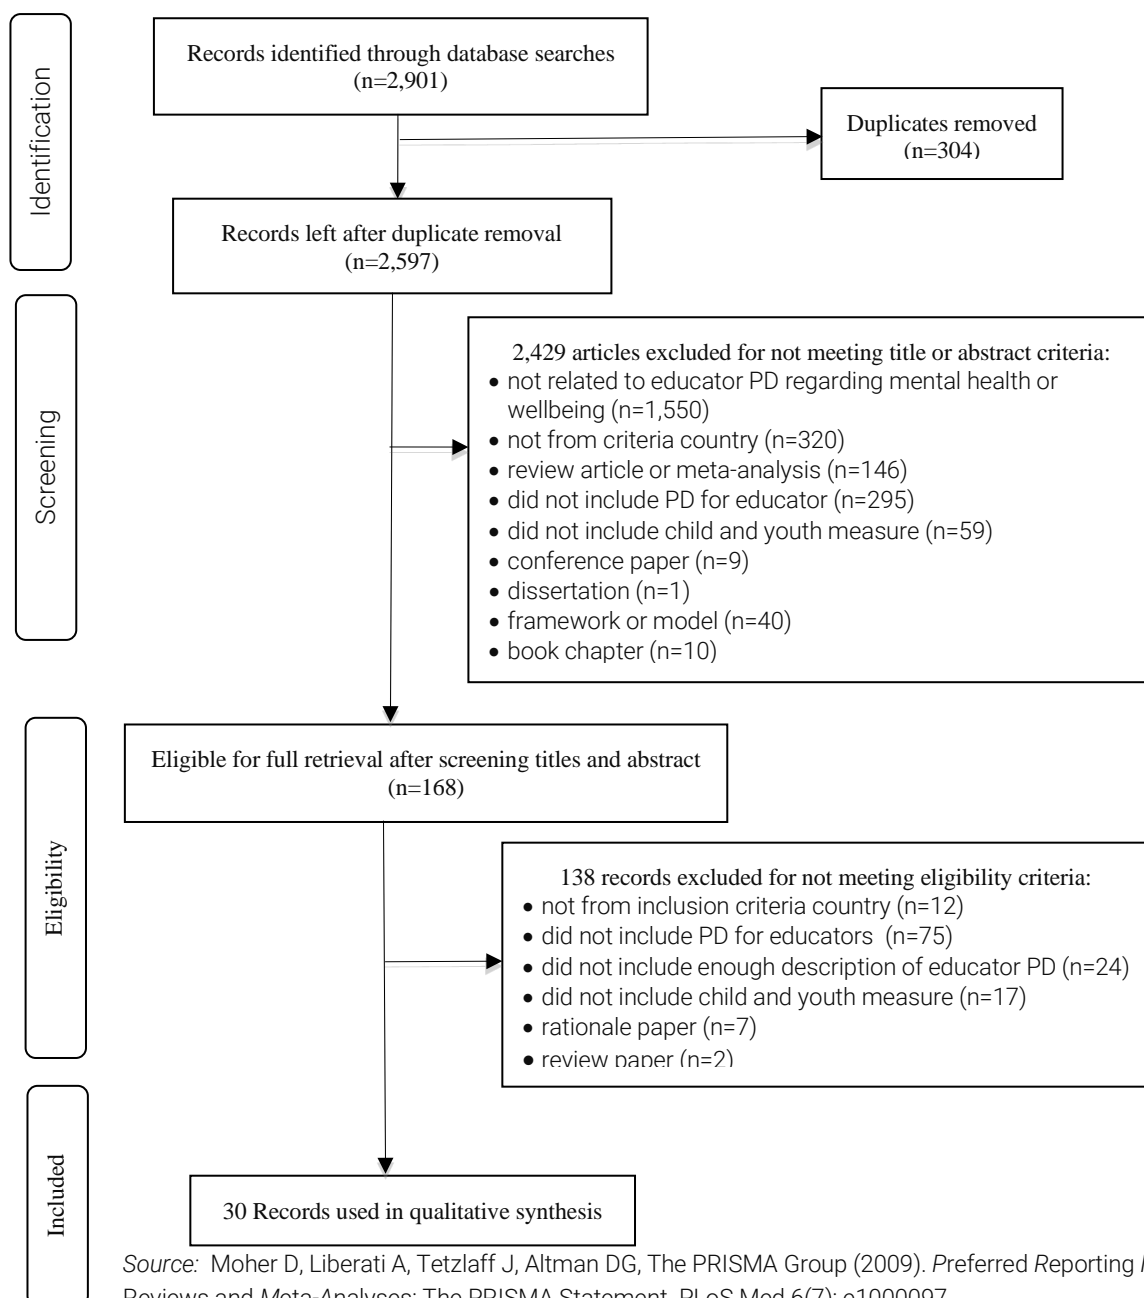 Identification
Records identified through database searches
(n=2,901)
Duplicates removed
(n=304)
Records left after duplicate removal
(n=2,597)
Screening
2,429 articles excluded for not meeting title or abstract criteria:
• not related to educator PD regarding mental health or
wellbeing (n=1,550)
• not from criteria country (n=320)
• review article or meta-analysis (n=146)
• did not include PD for educator (n=295)
• did not include child and youth measure (n=59)
• conference paper (n=9)
• dissertation (n=1)
• framework or model (n=40)
• book chapter (n=10)
Eligible for full retrieval after screening titles and abstract
(n=168)
Eligibility
138 records excluded for not meeting eligibility criteria:
• not from inclusion criteria country (n=12)
• did not include PD for educators (n=75)
• did not include enough description of educator PD (n=24)
• did not include child and youth measure (n=17)
• rationale paper (n=7)
• review paper (n=2)
Included
30 Records used in qualitative synthesis
Source: Moher D, Liberati A, Tetzlaff J, Altman DG, The PRISMA Group (2009). Preferred Reporting
Reviews and Meta-Analyses: The PRISMA Statement. PLoS Med 6(7): e1000097